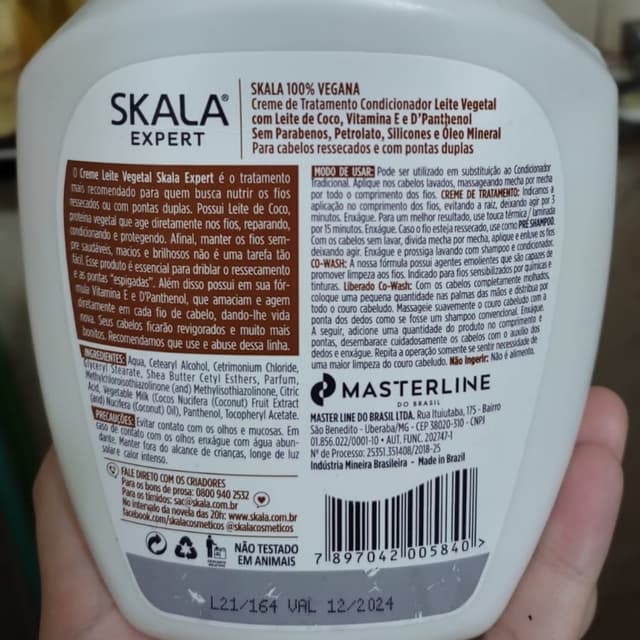 SKALA®
EXPERT
SKALA 100% VEGANA
Creme de Tratamento Condicionador Leite Vegetal
com Leite de Coco, Vitamina E e D'Panthenol
Sem Parabenos, Petrolato, Silicones e Óleo Mineral
Para cabelos ressecados e com pontas duplas
O Creme Leite Vegetal Skala Expert é o tratamento
mais recomendado para quem busca nutrir os fios
ressecados ou com pontas duplas. Possui Leite de Coco,
proteína vegetal que age diretamente nos fios, reparando,
condicionando e protegendo. Afinal, manter os fios sem-
pre saudáveis, macios e brilhosos não é uma tarefa tão
fácil. Esse produto é essencial para driblar o ressecamento
e as pontas "espigadas". Além disso possui em sua fór-
mula Vitamina E e D'Panthenol, que amaciam e agem
diretamente em cada fio de cabelo, dando-lhe vida
nova. Seus cabelos ficarão revigorados e muito mais
bonitos. Recomendamos que use e abuse dessa linha.
INGREDIENTES: Aqua, Cetearyl Alcohol, Cetrimonium Chloride,
Glyceryl Stearate, Shea Butter Cetyl Esthers, Parfum,
Methylchloroisothiazolinone (and) Methylisothiazolinone, Citric
Acid, Vegetable Milk (Cocos Nucifera (Coconut) Fruit Extract
(and) Nucifera (Coconut) Oil), Panthenol, Tocopheryl Acetate.
PRECAUÇÕES: Evitar contato com os olhos e mucosas. Em
caso de contato com os olhos enxágue com água abun-
dante. Manter fora do alcance de crianças, longe de luz
solar e calor intenso.
FALE DIRETO COM OS CRIADORES
Para os bons de prosa: 0800 940 2532
Para os tímidos: sac@skala.com.br
No intervalo da novela das 20h: www.skala.com.br
facebook.com/skalacosmeticos @skalacosmeticos
NÃO TESTADO
EM ANIMAIS
MODO DE USAR: Pode ser utilizado em substituição ao Condicionador
Tradicional. Aplique nos cabelos lavados, massageando mecha por mecha
por todo o comprimento dos fios. CREME DE TRATAMENTO: Indicamos a
aplicação no comprimento dos fios, evitando a raiz, deixando agir por 3
minutos. Enxágue. Para um melhor resultado, use touca térmica / laminada
por 15 minutos. Enxágue. Caso o fio esteja ressecado, use como PRÉ SHAMPOO.
Com os cabelos sem lavar, divida mecha por mecha, aplique e enluve os fios
deixando agir. Enxágue e prossiga lavando com shampoo e condicionador.
CO-WASH: A nossa fórmula possui agentes emolientes que são capazes de
promover limpeza aos fios. Indicado para fios sensibilizados por químicas e
tinturas. Liberado Co-Wash: Com os cabelos completamente molhados,
coloque uma pequena quantidade nas palmas das mãos e distribua por
todo o couro cabeludo. Massageie suavemente o couro cabeludo com a
ponta dos dedos como se fosse um shampoo convencional. Enxágue.
A seguir, adicione uma quantidade do produto no comprimento e
pontas, desembarace cuidadosamente os cabelos com o auxílio dos
dedos e enxágue. Repita a operação somente se sentir necessidade de
uma maior limpeza do couro cabeludo. Não Ingerir: Não é alimento.
MASTERLINE
DO BRASIL
MASTER LINE DO BRASIL LTDA. Rua Ituiutaba, 175 - Bairro
São Benedito - Uberaba/MG - CEP 38020-310 - CNPJ
01.856.022/0001-10 • AUT. FUNC. 202747-1
Nº de Processo: 25351.351408/2018-25
Indústria Mineira Brasileira - Made in Brazil
7 897042 005840 >
L21/164 VAL 12/2024